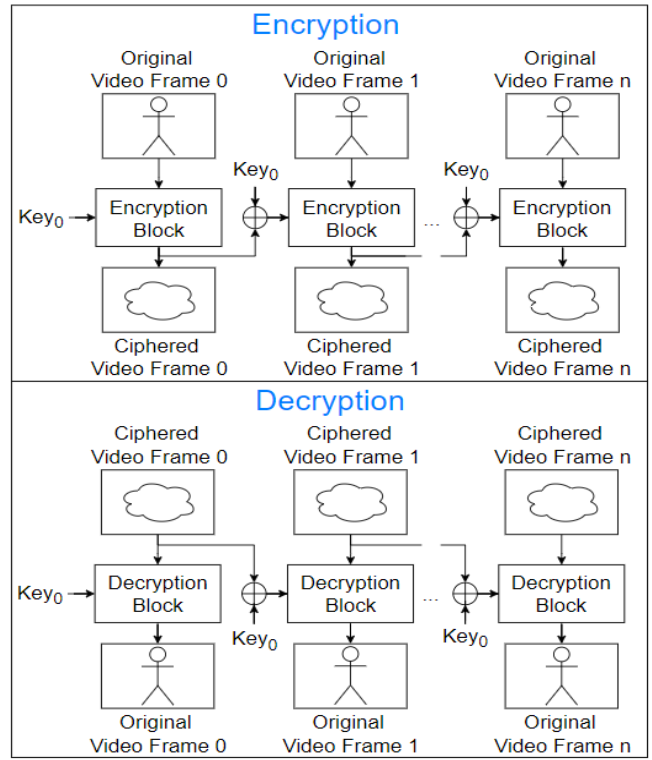 Encryption
Original
Video Frame 0
Original
Video Frame 1
Original
Video Frame n
Key0
Encryption
Block
Key0
Encryption
Block
...
Key0
Encryption
Block
Ciphered
Video Frame 0
Ciphered
Video Frame 1
Ciphered
Video Frame n
Decryption
Ciphered
Video Frame 0
Ciphered
Video Frame 1
Ciphered
Video Frame n
Key0
Decryption
Block
Key0
Decryption
Block
...
Key0
Decryption
Block
Original
Video Frame 0
Original
Video Frame 1
Original
Video Frame n